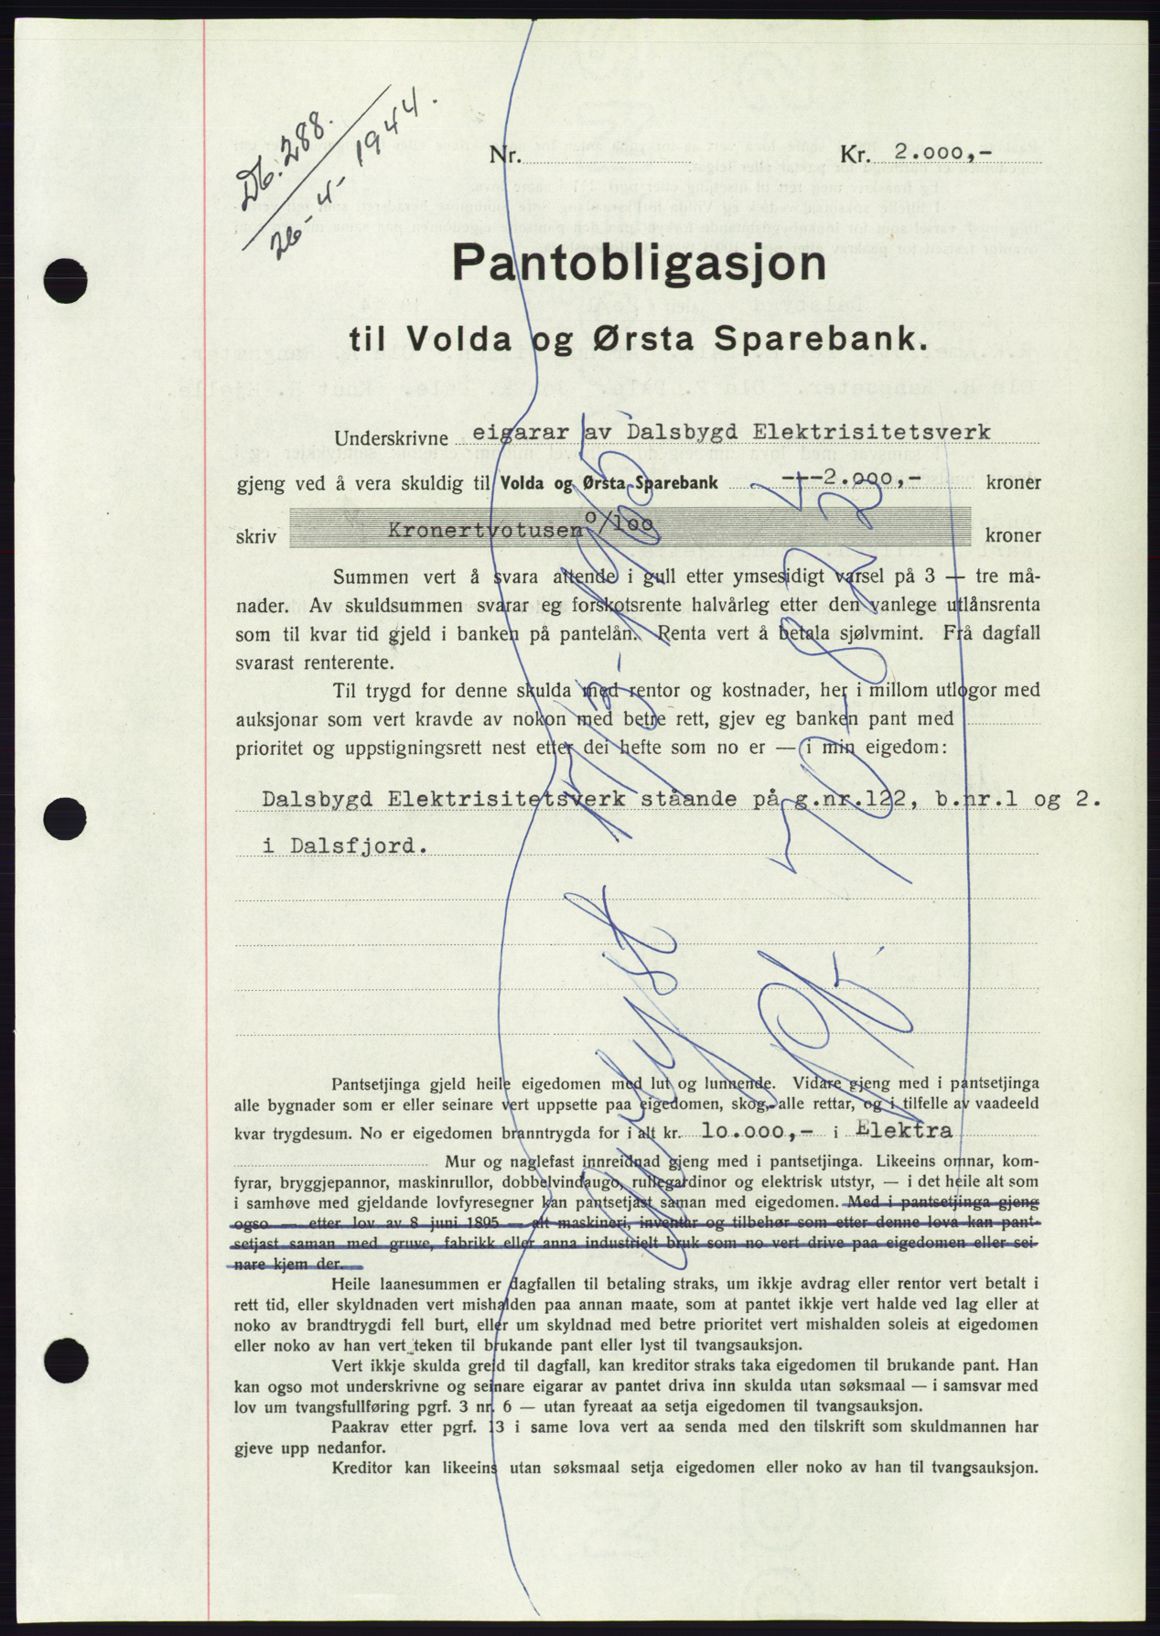 Db. 288.
26-4-1944.
Nr.
Kr. 2.000,-
Pantobligasjon
til Volda og Ørsta Sparebank.
Underskrivne eigarar av Dalsbygd Elektrisitetsverk
gjeng ved å vera skuldig til Volda og Ørsta Sparebank ---2.000,- kroner
skriv Kronertvotusen o/loo kroner
Summen vert å svara attende i gull etter ymsesidigt varsel på 3 — tre må-
nader. Av skuldsummen svarar eg forskotsrente halvårleg etter den vanlege utlånsrenta
som til kvar tid gjeld i banken på pantelån. Renta vert å betala sjølvmint. Frå dagfall
svarast renterente.
Til trygd for denne skulda med rentor og kostnader, her i millom utlogor med
auksjonar som vert kravde av nokon med betre rett, gjev eg banken pant med
prioritet og uppstigningsrett nest etter dei hefte som no er — i min eigedom:
Dalsbygd Elektrisitetsverk ståande på g.nr.122, b.nr.1 og 2.
i Dalsfjord.
Avlyst 17/3-1965
Pantsetjinga gjeld heile eigedomen med lut og lunnende. Vidare gjeng med i pantsetjinga
alle bygnader som er eller seinare vert uppsette paa eigedomen, skog, alle rettar, og i tilfelle av vaadeeld
kvar trygdesum. No er eigedomen branntrygda for i alt kr. 10.000,- i Elektra
Mur og naglefast innreidnad gjeng med i pantsetjinga. Likeeins omnar, kom-
fyrar, bryggjepannor, maskinrullor, dobbelvindaugo, rullegardinor og elektrisk utstyr, — i det heile alt som
i samhøve med gjeldande lovfyresegner kan pantsetjast saman med eigedomen. Med i pantsetjinga gjeng
ogso — etter lov av 8 juni 1895 — alt maskineri, inventar og tilbehør som etter denne lova kan pant-
setjast saman med gruve, fabrikk eller anna industrielt bruk som no vert drive paa eigedomen eller sei-
nare kjem der.
Heile laanesummen er dagfallen til betaling straks, um ikkje avdrag eller rentor vert betalt i
rett tid, eller skyldnaden vert mishalden paa annan maate, som at pantet ikkje vert halde ved lag eller at
noko av brandtrygdi fell burt, eller um skyldnad med betre prioritet vert mishalden soleis at eigedomen
eller noko av han vert teken til brukande pant eller lyst til tvangsauksjon.
Vert ikkje skulda greid til dagfall, kan kreditor straks taka eigedomen til brukande pant. Han
kan ogso mot underskrivne og seinare eigarar av pantet driva inn skulda utan søksmaal — i samsvar med
lov um tvangsfullføring pgrf. 3 nr. 6 — utan fyreaat aa setja eigedomen til tvangsauksjon.
Paakrav etter pgrf. 13 i same lova vert aa senda med den tilskrift som skuldmannen har
gjeve upp nedanfor.
Kreditor kan likeeins utan søksmaal setja eigedomen eller noko av han til tvangsauksjon.